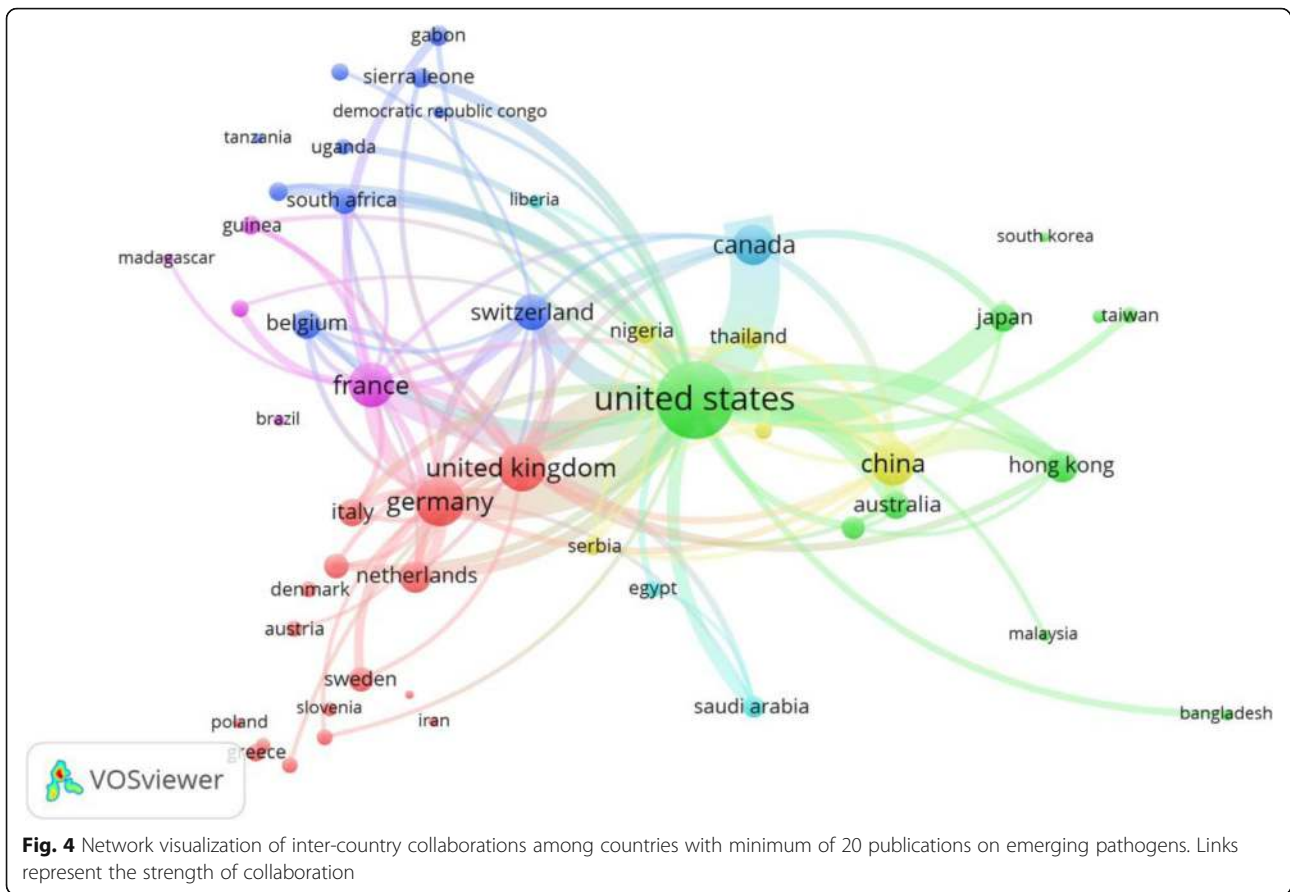 gabon
sierra leone
democratic republic congo
tanzania
uganda
south africa
liberia
guinea
canada
south korea
madagascar
belgium
switzerland
nigeria
thailand
japan
taiwan
france
united states
brazil
united kingdom
china
hong kong
germany
italy
australia
serbia
netherlands
denmark
egypt
austria
malaysia
sweden
slovenia
saudi arabia
poland
iran
bangladesh
greece
VOSviewer
Fig. 4 Network visualization of inter-country collaborations among countries with minimum of 20 publications on emerging pathogens. Links
represent the strength of collaboration